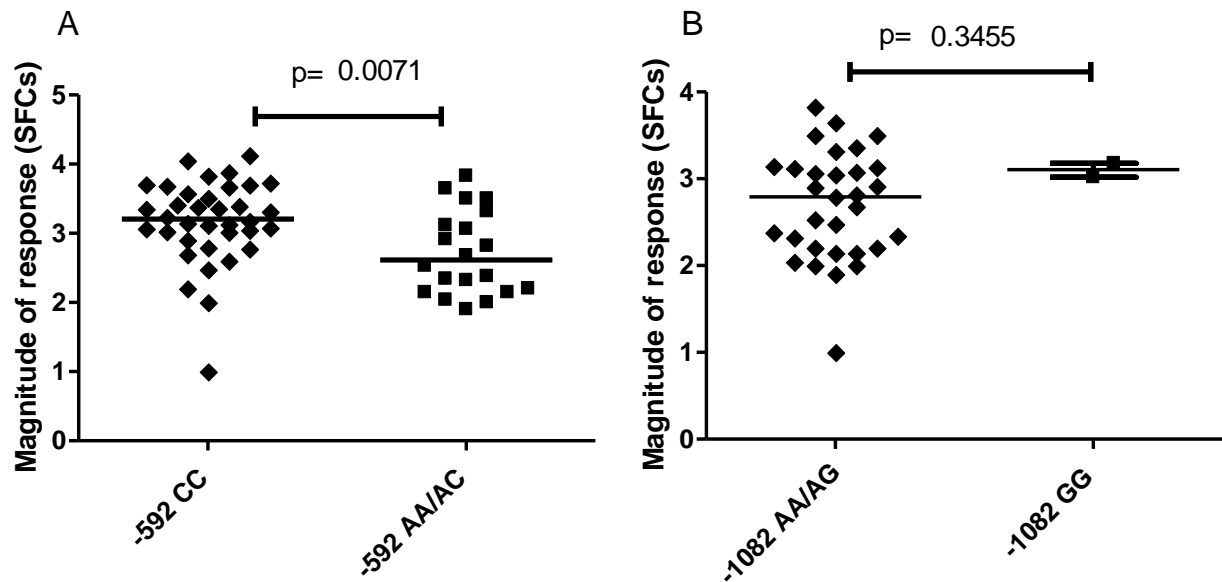 A
p= 0.0071
Magnitude of response (SFCs)
5
4
3
2
1
0
-592 CC
-592 AA/AC
B
p= 0.3455
Magnitude of response (SFCs)
4
3
2
1
0
-1082 AA/AG
-1082 GG